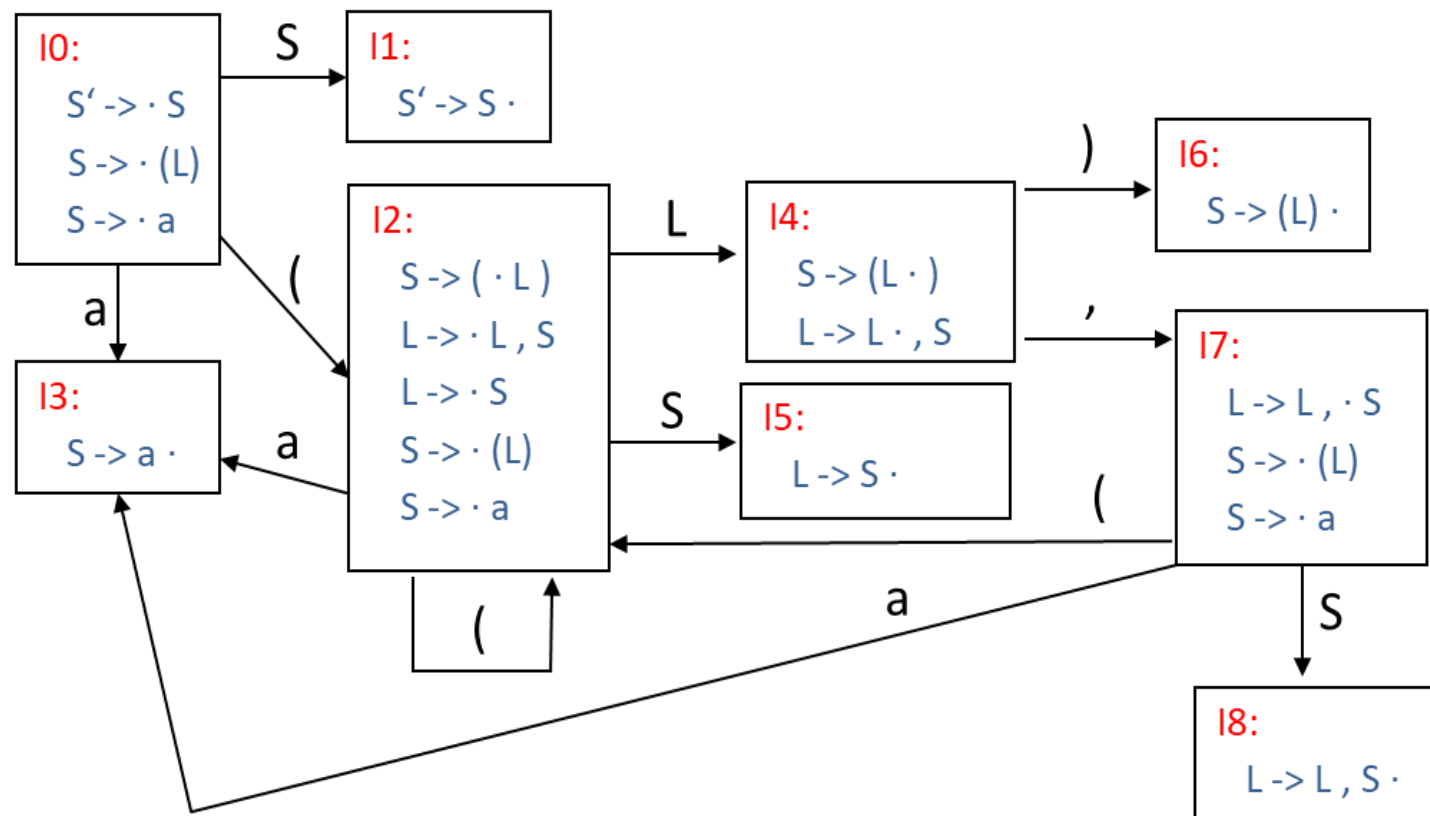 I0:
S‘ -> · S
S -> · (L)
S -> · a
S
I1:
S‘ -> S ·
(
a
I3:
S -> a ·
a
I2:
S -> ( · L )
L -> · L , S
L -> · S
S -> · (L)
S -> · a
(
L
I4:
S -> (L · )
L -> L · , S
S
I5:
L -> S ·
)
I6:
S -> (L) ·
,
I7:
L -> L , · S
S -> · (L)
S -> · a
(
a
S
I8:
L -> L , S ·